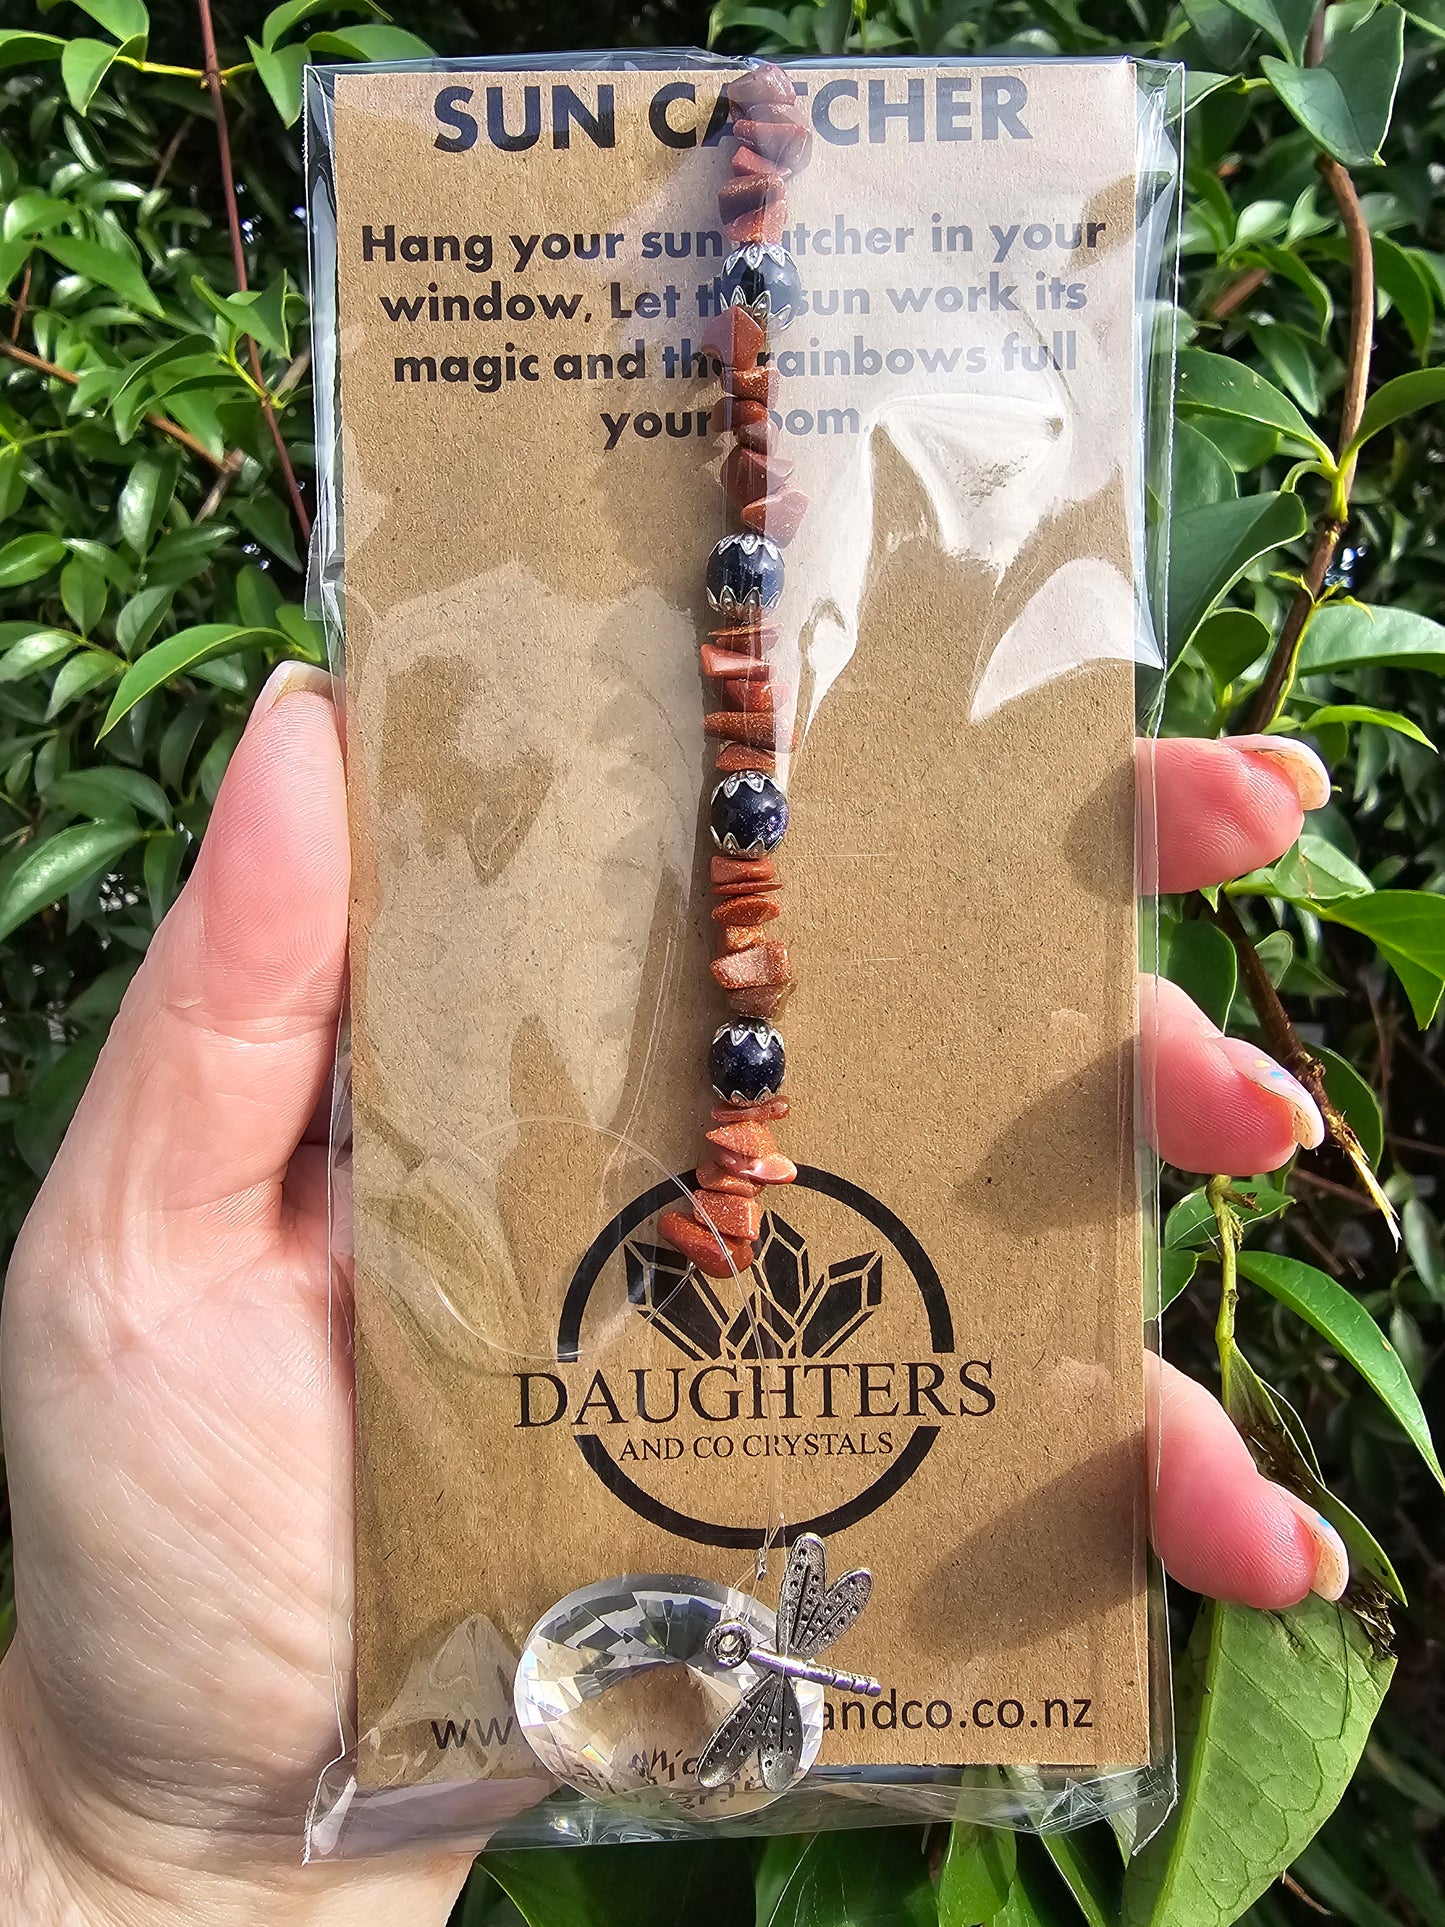 SUN CATCHER
Hang your sun catcher in your
window, Let the sun work its
magic and the rainbows full
your room.
DAUGHTERS
AND CO CRYSTALS
andco.co.nz